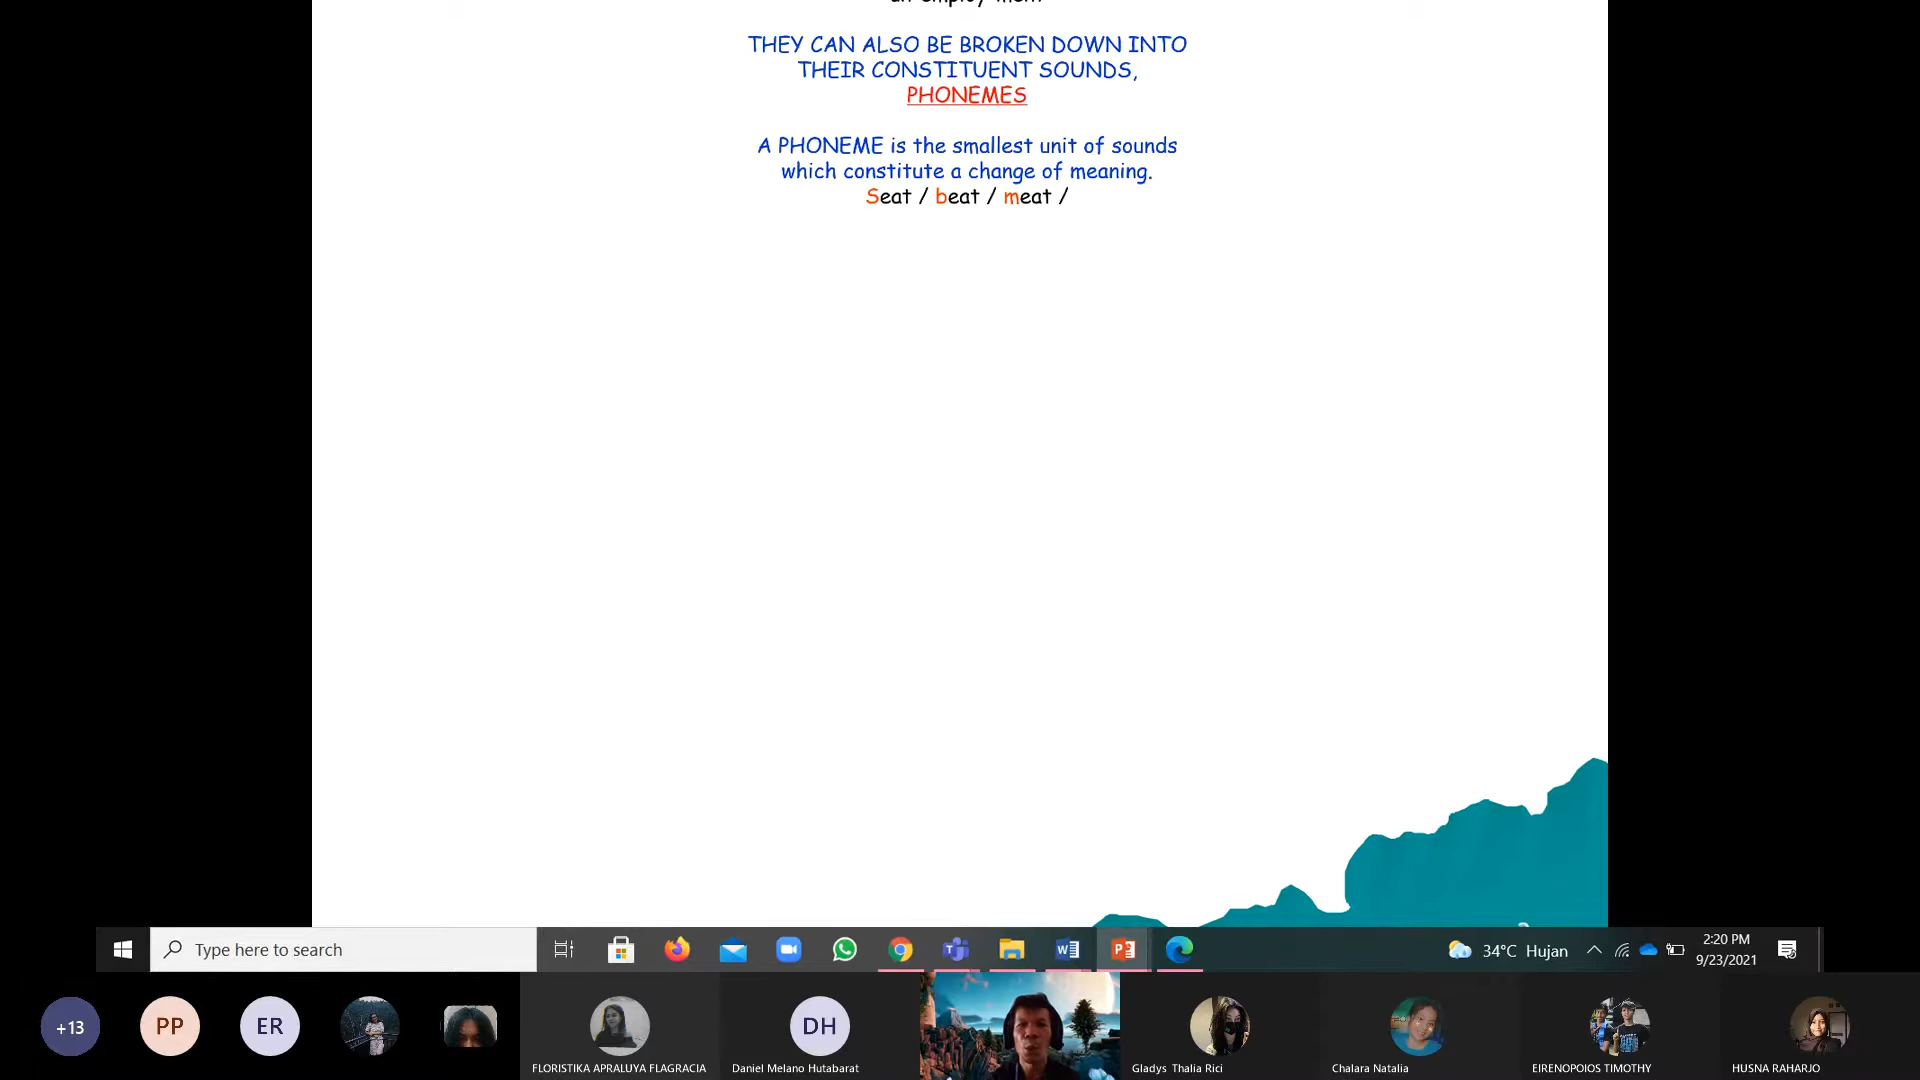 THEY CAN ALSO BE BROKEN DOWN INTO
THEIR CONSTITUENT SOUNDS,
PHONEMES
A PHONEME is the smallest unit of sounds
which constitute a change of meaning.
Seat / beat / meat /
Type here to search
34°C Hujan
2:20 PM
9/23/2021
+13
PP
ER
DH
FLORISTIKA APRALUYA FLAGRACIA
Daniel Melano Hutabarat
Gladys Thalia Rici
Chalara Natalia
EIRENOPOIOS TIMOTHY
HUSNA RAHARJO